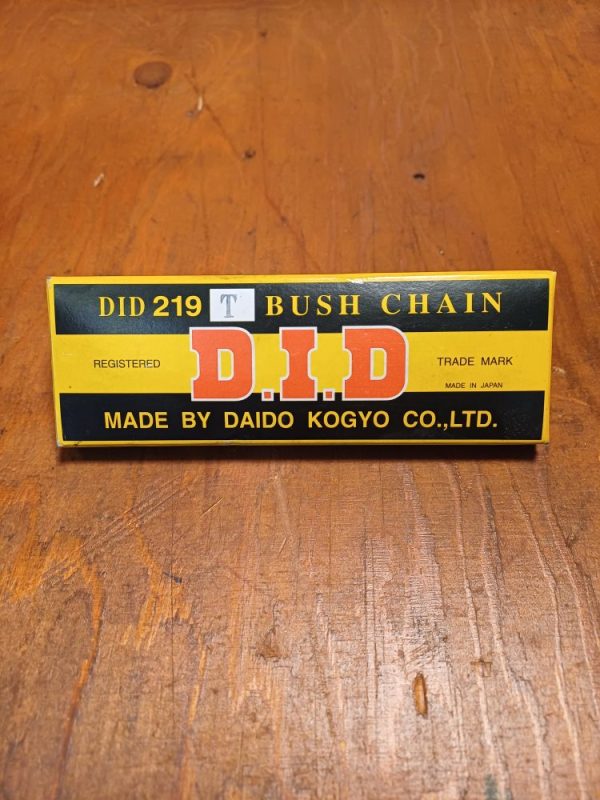 DID 219 T BUSH CHAIN
REGISTERED D.I.D TRADE MARK
MADE IN JAPAN
MADE BY DAIDO KOGYO CO.,LTD.